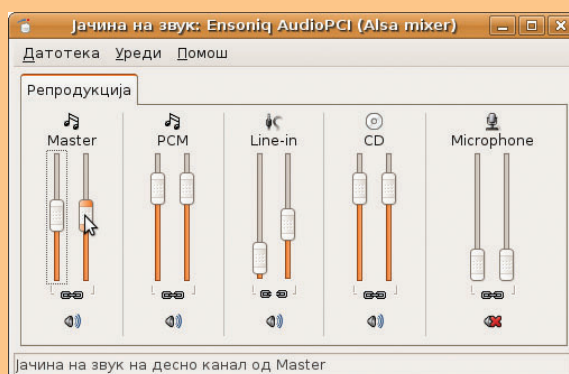 Јачина на звук: Ensoniq AudioPCI (Alsa mixer)
Датотека Уреди Помош
Репродукција
Master PCM Line-in CD Microphone
Јачина на звук на десно канал од Master